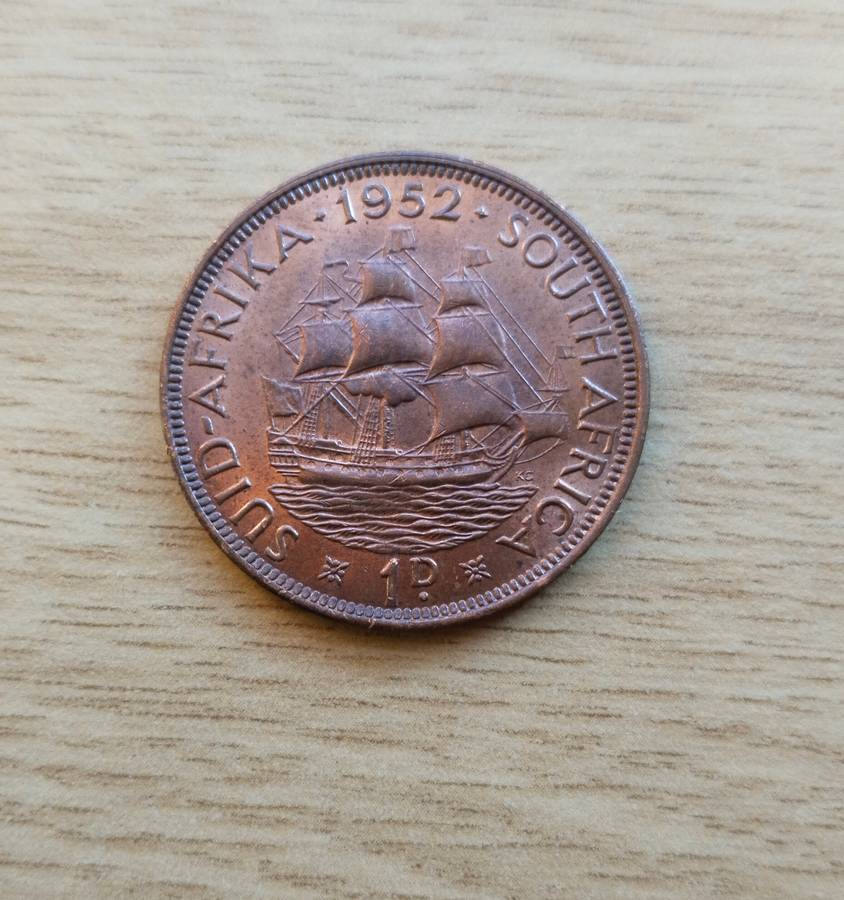 SUID-AFRIKA · 1952 · SOUTH AFRICA
KG
1D.